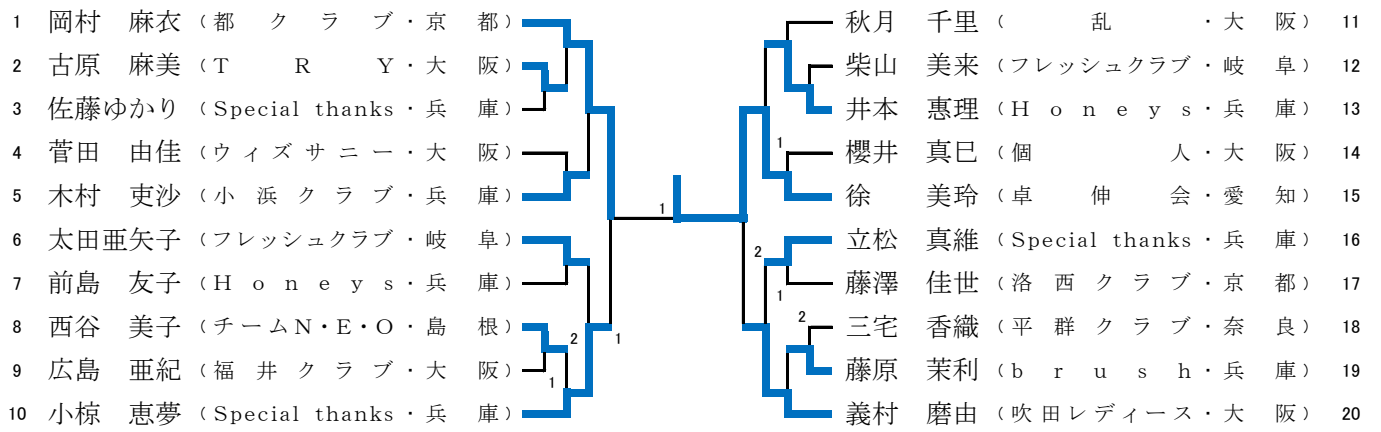 1 岡村 麻衣 (都クラブ・京都)
2 古原 麻美 (TRY・大阪)
3 佐藤ゆかり (Special thanks・兵庫)
4 菅田 由佳 (ウィズサニー・大阪)
5 木村 吏沙 (小浜クラブ・兵庫)
6 太田亜矢子 (フレッシュクラブ・岐阜)
7 前島 友子 (Honeys・兵庫)
8 西谷 美子 (チームN・E・O・島根)
9 広島 亜紀 (福井クラブ・大阪)
10 小椋 恵夢 (Special thanks・兵庫)
1
2
1
1
秋月 千里 (乱・大阪) 11
柴山 美来 (フレッシュクラブ・岐阜) 12
井本 惠理 (Honeys・兵庫) 13
櫻井 真巳 (個人・大阪) 14
徐 美玲 (卓伸会・愛知) 15
立松 真維 (Special thanks・兵庫) 16
藤澤 佳世 (洛西クラブ・京都) 17
三宅 香織 (平群クラブ・奈良) 18
藤原 茉利 (brush・兵庫) 19
義村 磨由 (吹田レディース・大阪) 20
1
2
1
2